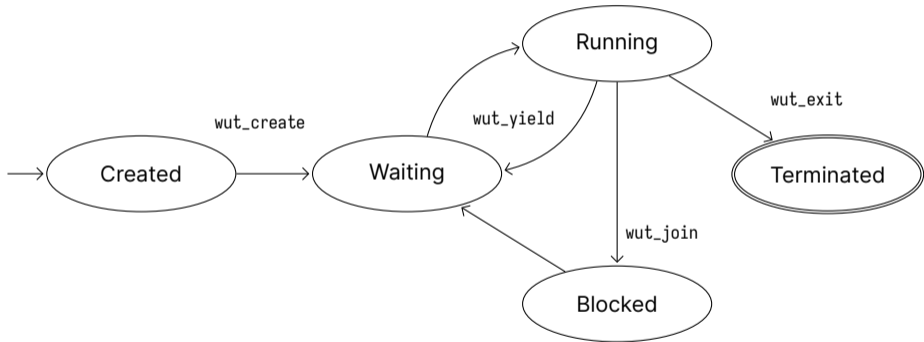 Running
wut_exit
wut_create
wut_yield
Created
Waiting
Terminated
wut_join
Blocked